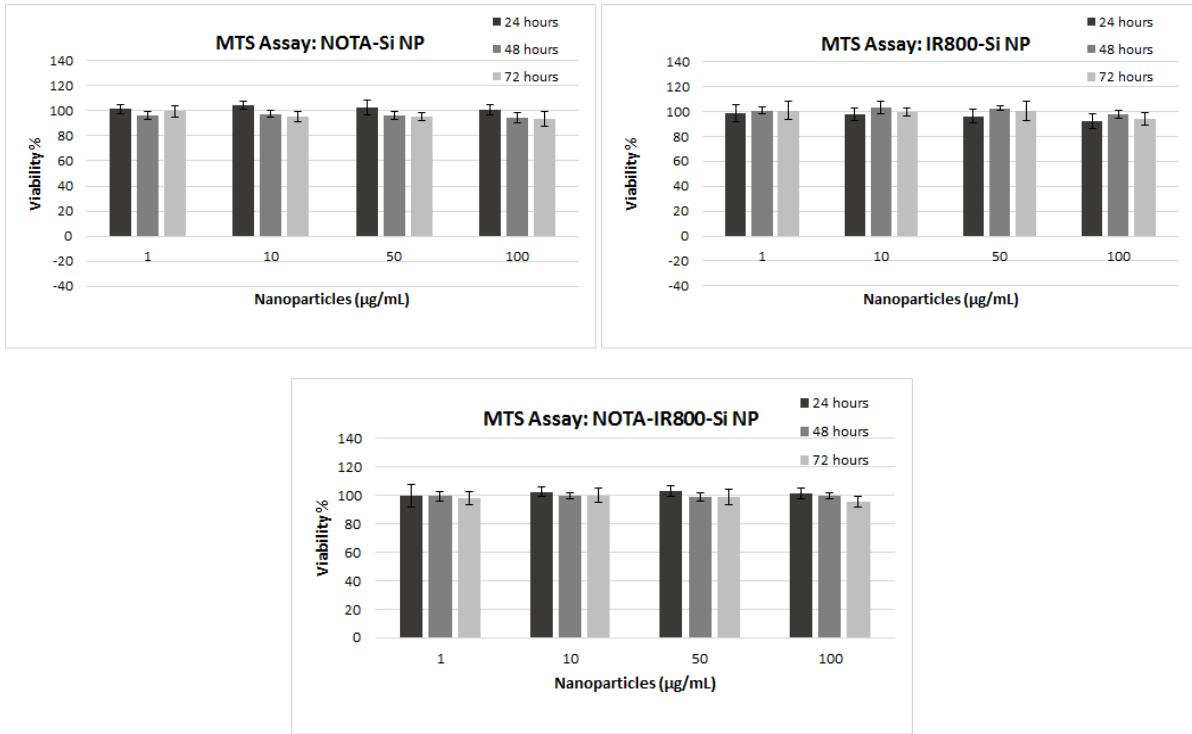 MTS Assay: NOTA-Si NP
24 hours
48 hours
72 hours
140
120
100
80
60
40
20
0
-20
-40
Viability %
1 10 50 100
Nanoparticles (µg/mL)
MTS Assay: IR800-Si NP
24 hours
48 hours
72 hours
140
120
100
80
60
40
20
0
-20
-40
Viability %
1 10 50 100
Nanoparticles (µg/mL)
MTS Assay: NOTA-IR800-Si NP
24 hours
48 hours
72 hours
140
120
100
80
60
40
20
0
Viability %
1 10 50 100
Nanoparticles (µg/mL)